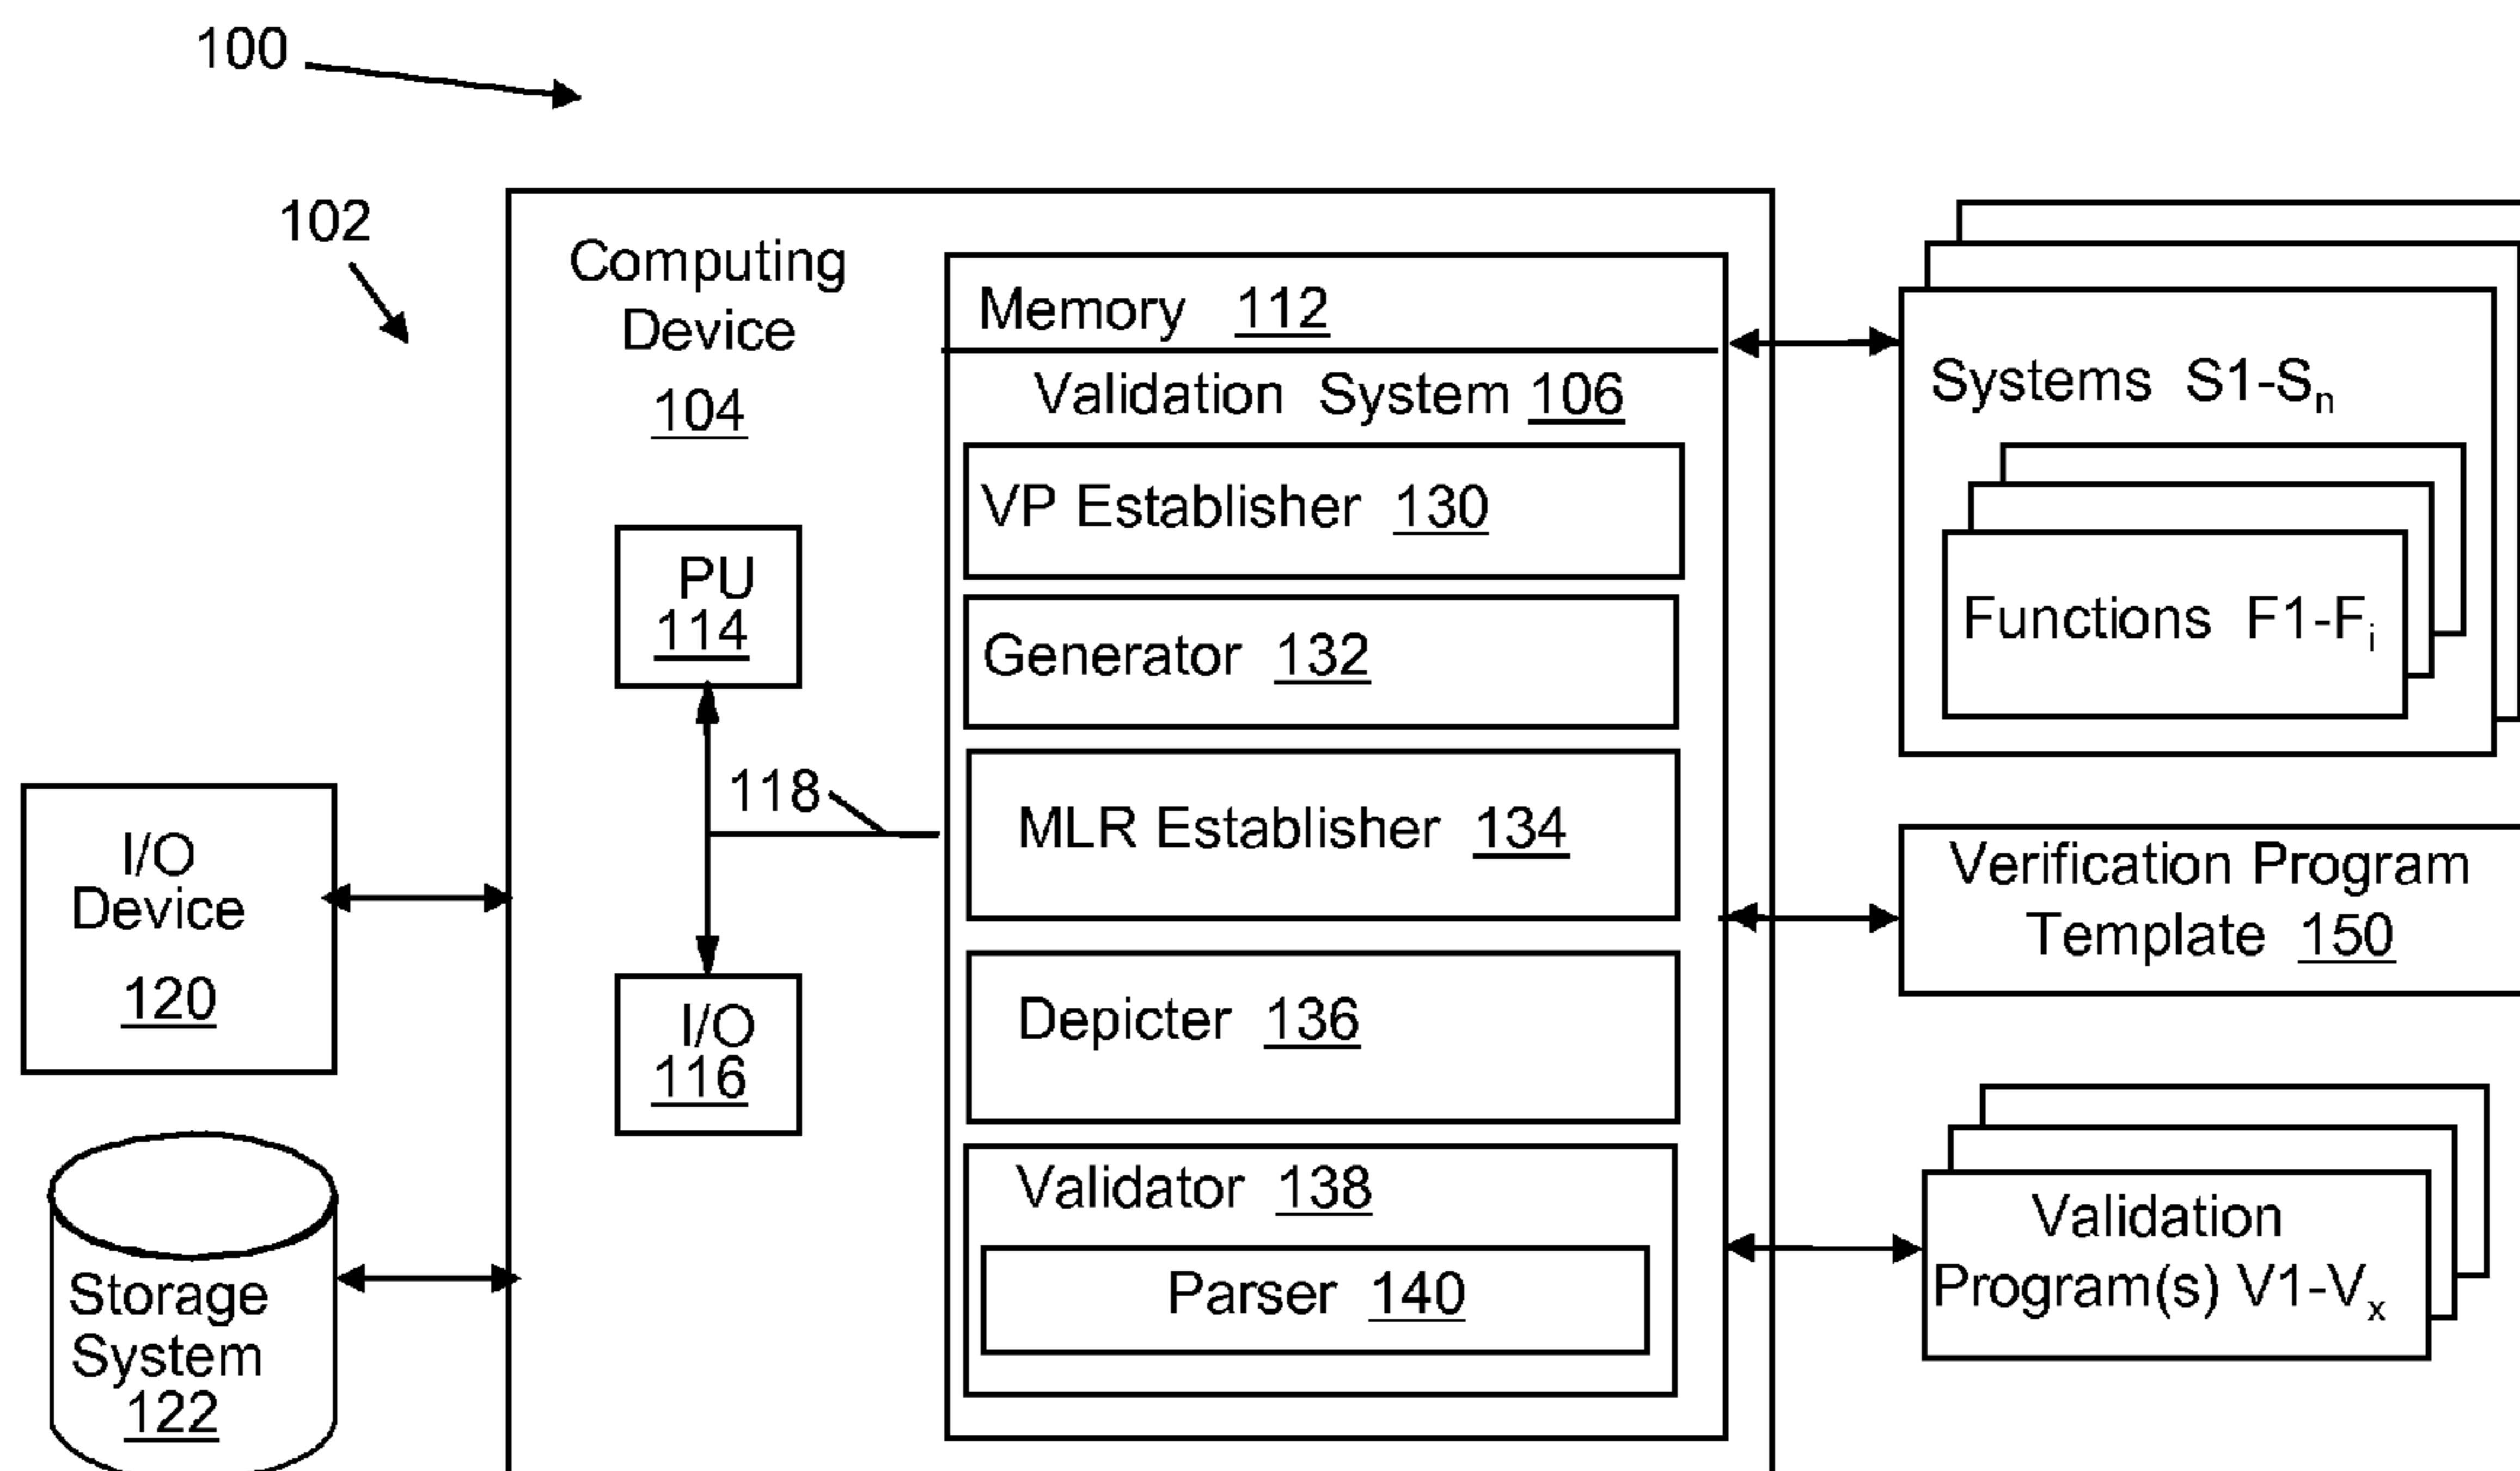 100
102
Computing
Device
104
Memory 112
Validation System 106
VP Establisher 130
Generator 132
MLR Establisher 134
Depicter 136
Validator 138
Parser 140
PU
114
118
I/O
116
I/O
Device
120
Storage
System
122
Systems S1-Sn
Functions F1-Fi
Verification Program
Template 150
Validation
Program(s) V1-Vx